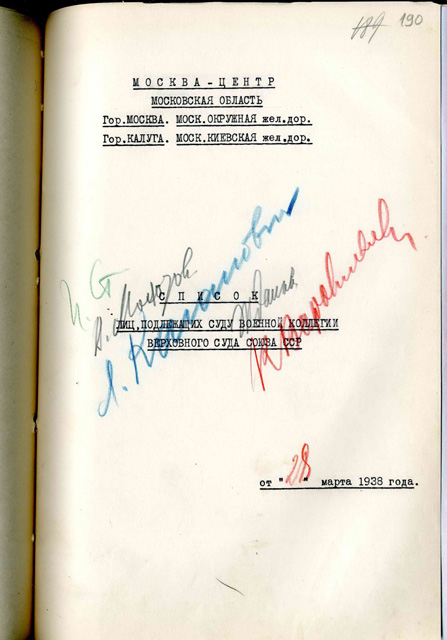 189 190
МОСКВА-ЦЕНТР
МОСКОВСКАЯ ОБЛАСТЬ
Гор.МОСКВА. МОСК.ОКРУЖНАЯ жел.дор.
Гор.КАЛУГА. МОСК.КИЕВСКАЯ жел.дор.
И. Ст
В. Молотов
Л. Каганович
Жданов
К Ворошилов
СПИСОК
ЛИЦ, ПОДЛЕЖАЩИХ СУДУ ВОЕННОЙ КОЛЛЕГИИ
ВЕРХОВНОГО СУДА СОЮЗА ССР
от "28" марта 1938 года.